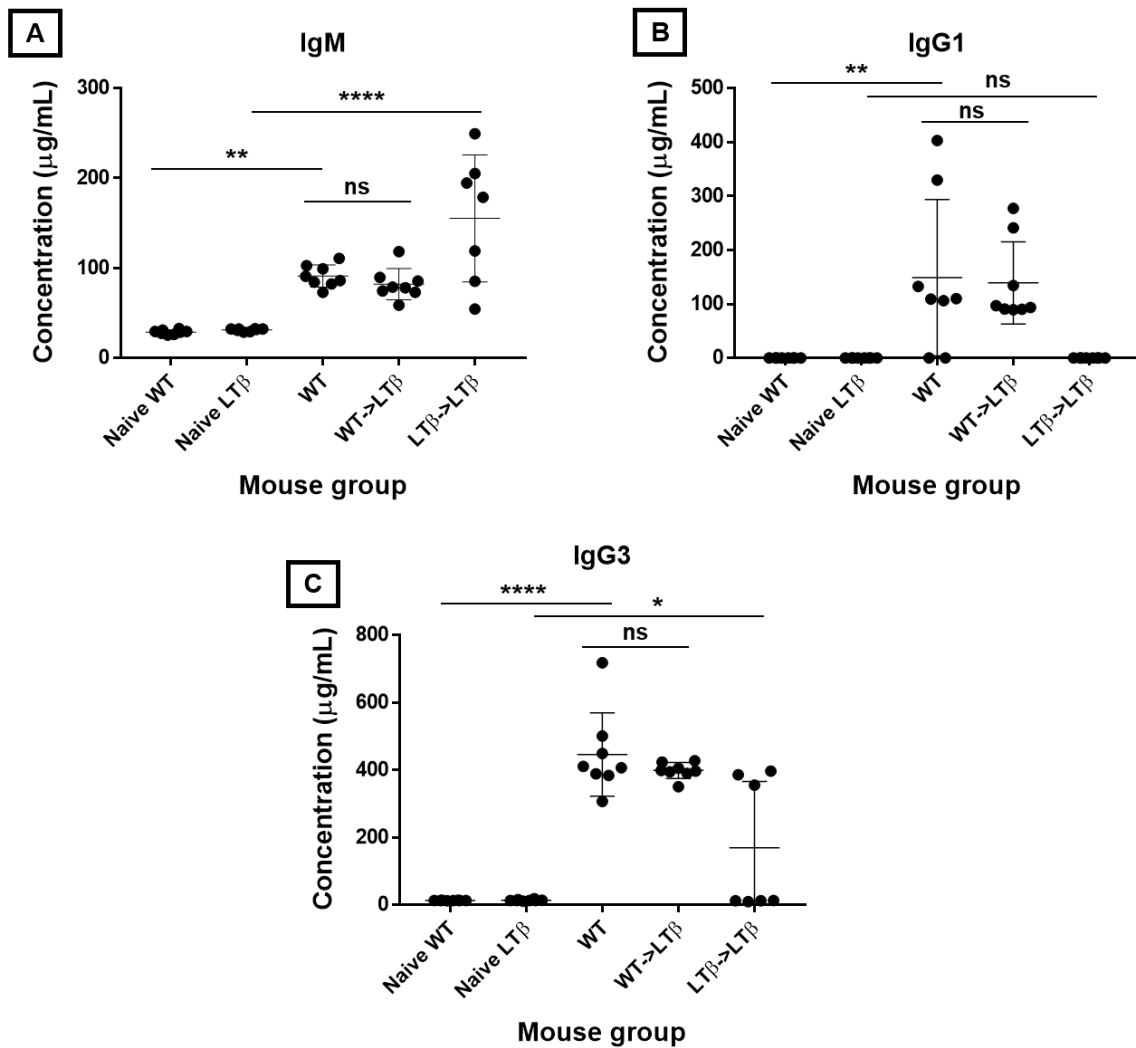 A
IgM
Concentration (μg/mL)
300
200
100
0
****
**
ns
Naive WT
Naive LTβ
WT
WT->LTβ
LTβ->LTβ
Mouse group
B
IgG1
Concentration (μg/mL)
500
400
300
200
100
0
**
ns
ns
Naive WT
Naive LTβ
WT
WT->LTβ
LTβ->LTβ
Mouse group
C
IgG3
Concentration (μg/mL)
800
600
400
200
0
****
*
ns
Naive WT
Naive LTβ
WT
WT->LTβ
LTβ->LTβ
Mouse group